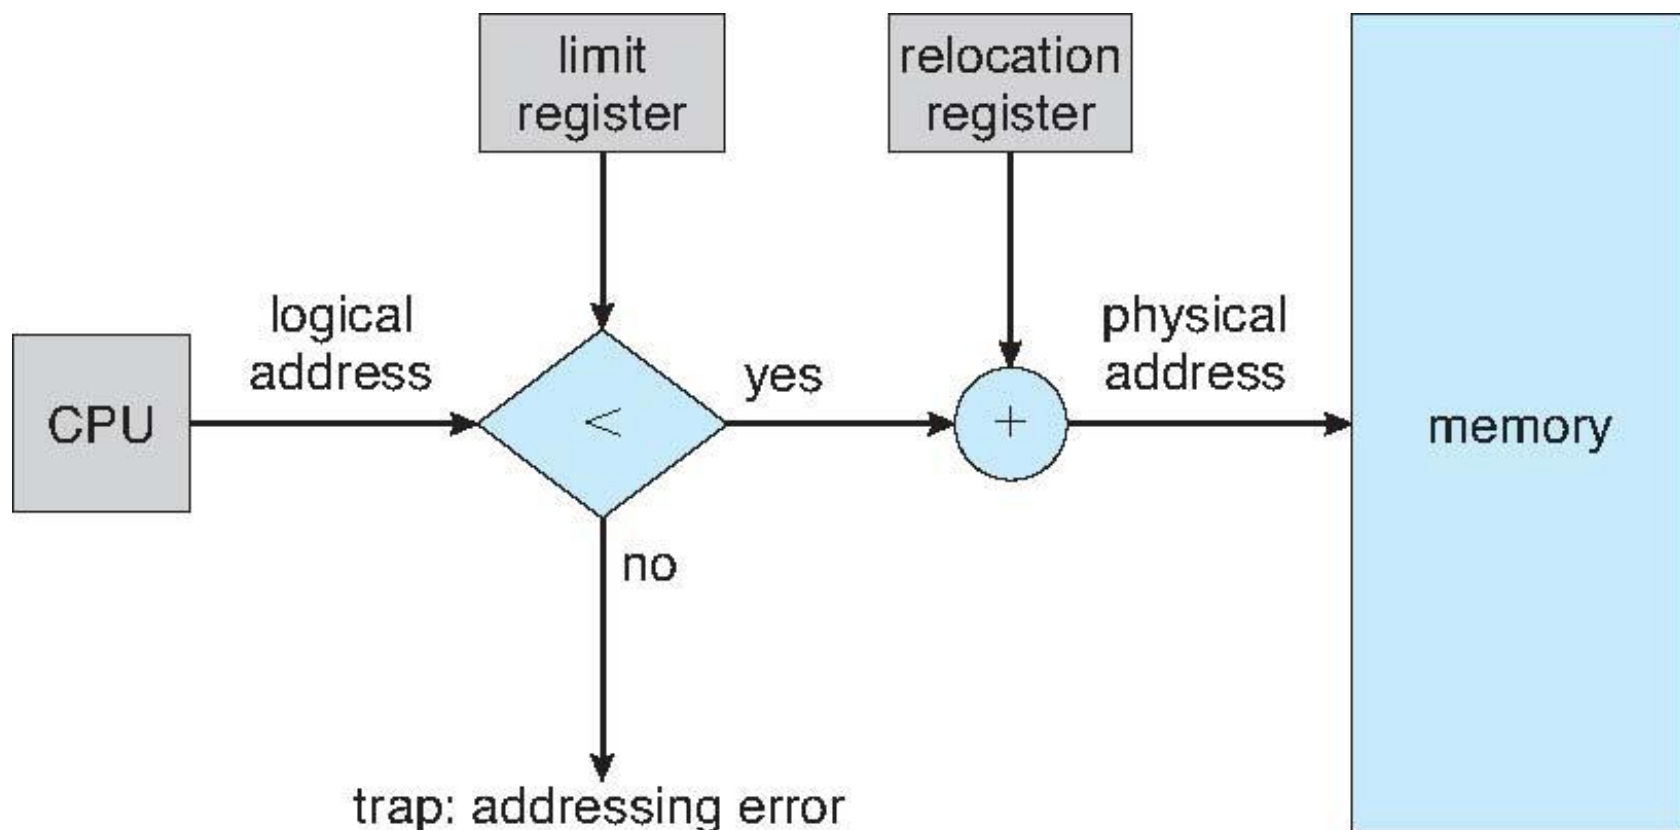 limit
register
relocation
register
logical
address
physical
address
CPU
<
yes
+
memory
no
trap: addressing error